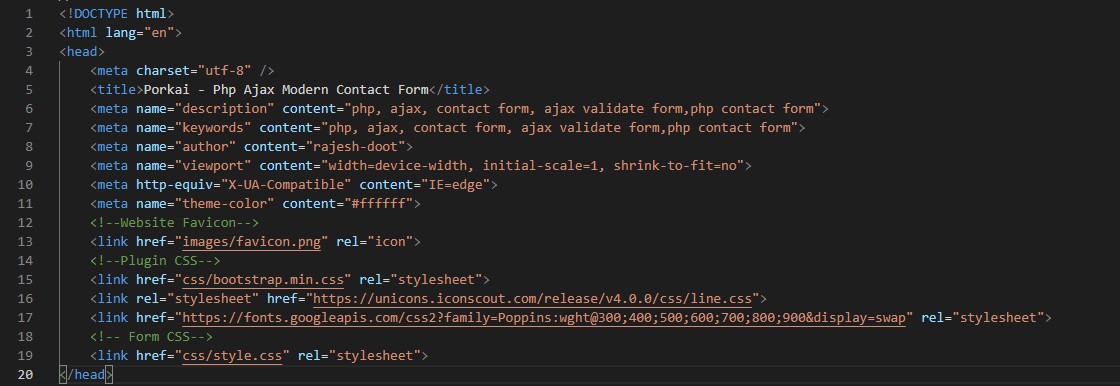 1 <!DOCTYPE html>
2 <html lang="en">
3 <head>
4 <meta charset="utf-8" />
5 <title>Porkai - Php Ajax Modern Contact Form</title>
6 <meta name="description" content="php, ajax, contact form, ajax validate form,php contact form">
7 <meta name="keywords" content="php, ajax, contact form, ajax validate form,php contact form">
8 <meta name="author" content="rajesh-doot">
9 <meta name="viewport" content="width=device-width, initial-scale=1, shrink-to-fit=no">
10 <meta http-equiv="X-UA-Compatible" content="IE=edge">
11 <meta name="theme-color" content="#ffffff">
12 <!--Website Favicon-->
13 <link href="images/favicon.png" rel="icon">
14 <!--Plugin CSS-->
15 <link href="css/bootstrap.min.css" rel="stylesheet">
16 <link rel="stylesheet" href="https://unicons.iconscout.com/release/v4.0.0/css/line.css">
17 <link href="https://fonts.googleapis.com/css2?family=Poppins:wght@300;400;500;600;700;800;900&display=swap" rel="stylesheet">
18 <!-- Form CSS-->
19 <link href="css/style.css" rel="stylesheet">
20 </head>